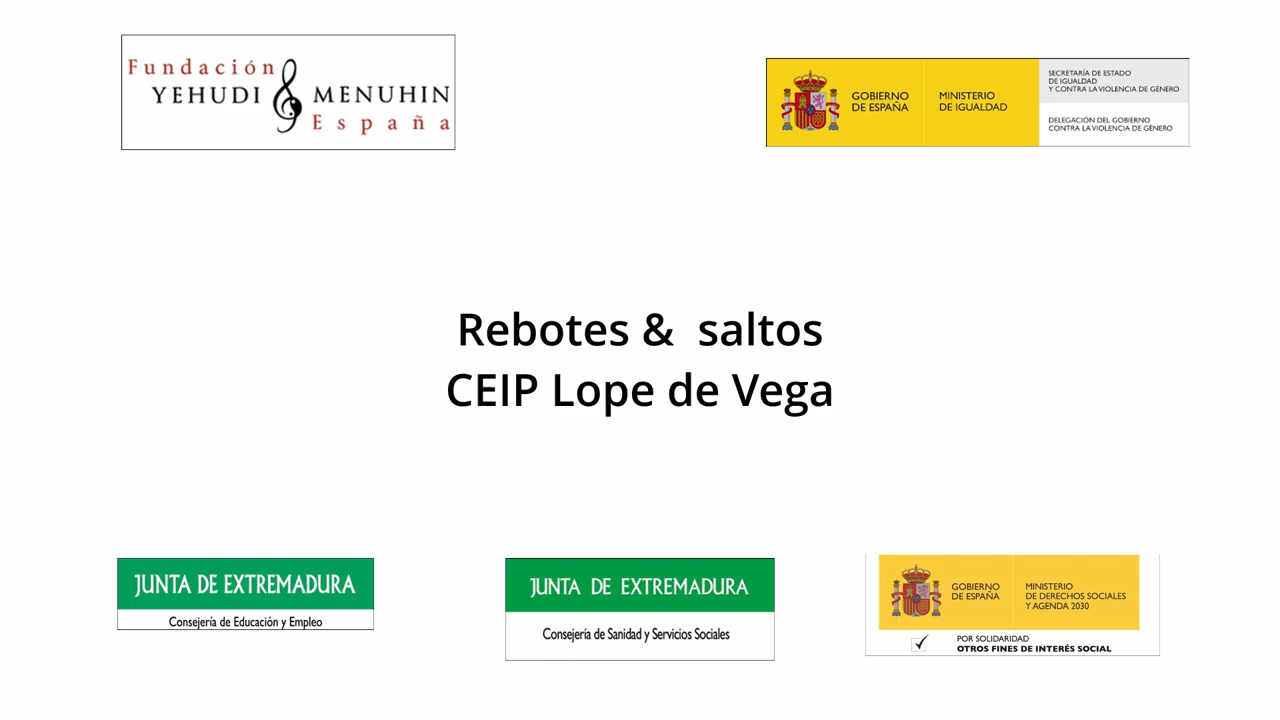 Fundación
YEHUDI MENUHIN
España
GOBIERNO
DE ESPAÑA
MINISTERIO
DE IGUALDAD
SECRETARÍA DE ESTADO
DE IGUALDAD
Y CONTRA LA VIOLENCIA DE GÉNERO
DELEGACIÓN DEL GOBIERNO
CONTRA LA VIOLENCIA DE GÉNERO
Rebotes & saltos
CEIP Lope de Vega
JUNTA DE EXTREMADURA
Consejería de Educación y Empleo
JUNTA DE EXTREMADURA
Consejería de Sanidad y Servicios Sociales
GOBIERNO
DE ESPAÑA
MINISTERIO
DE DERECHOS SOCIALES
Y AGENDA 2030
POR SOLIDARIDAD
OTROS FINES DE INTERÉS SOCIAL